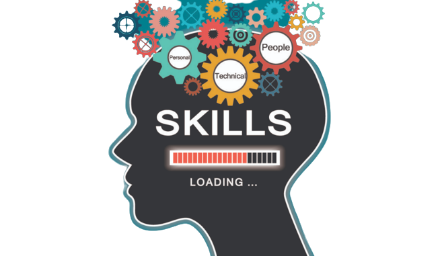 People
Personal
Technical
SKILLS
LOADING ...